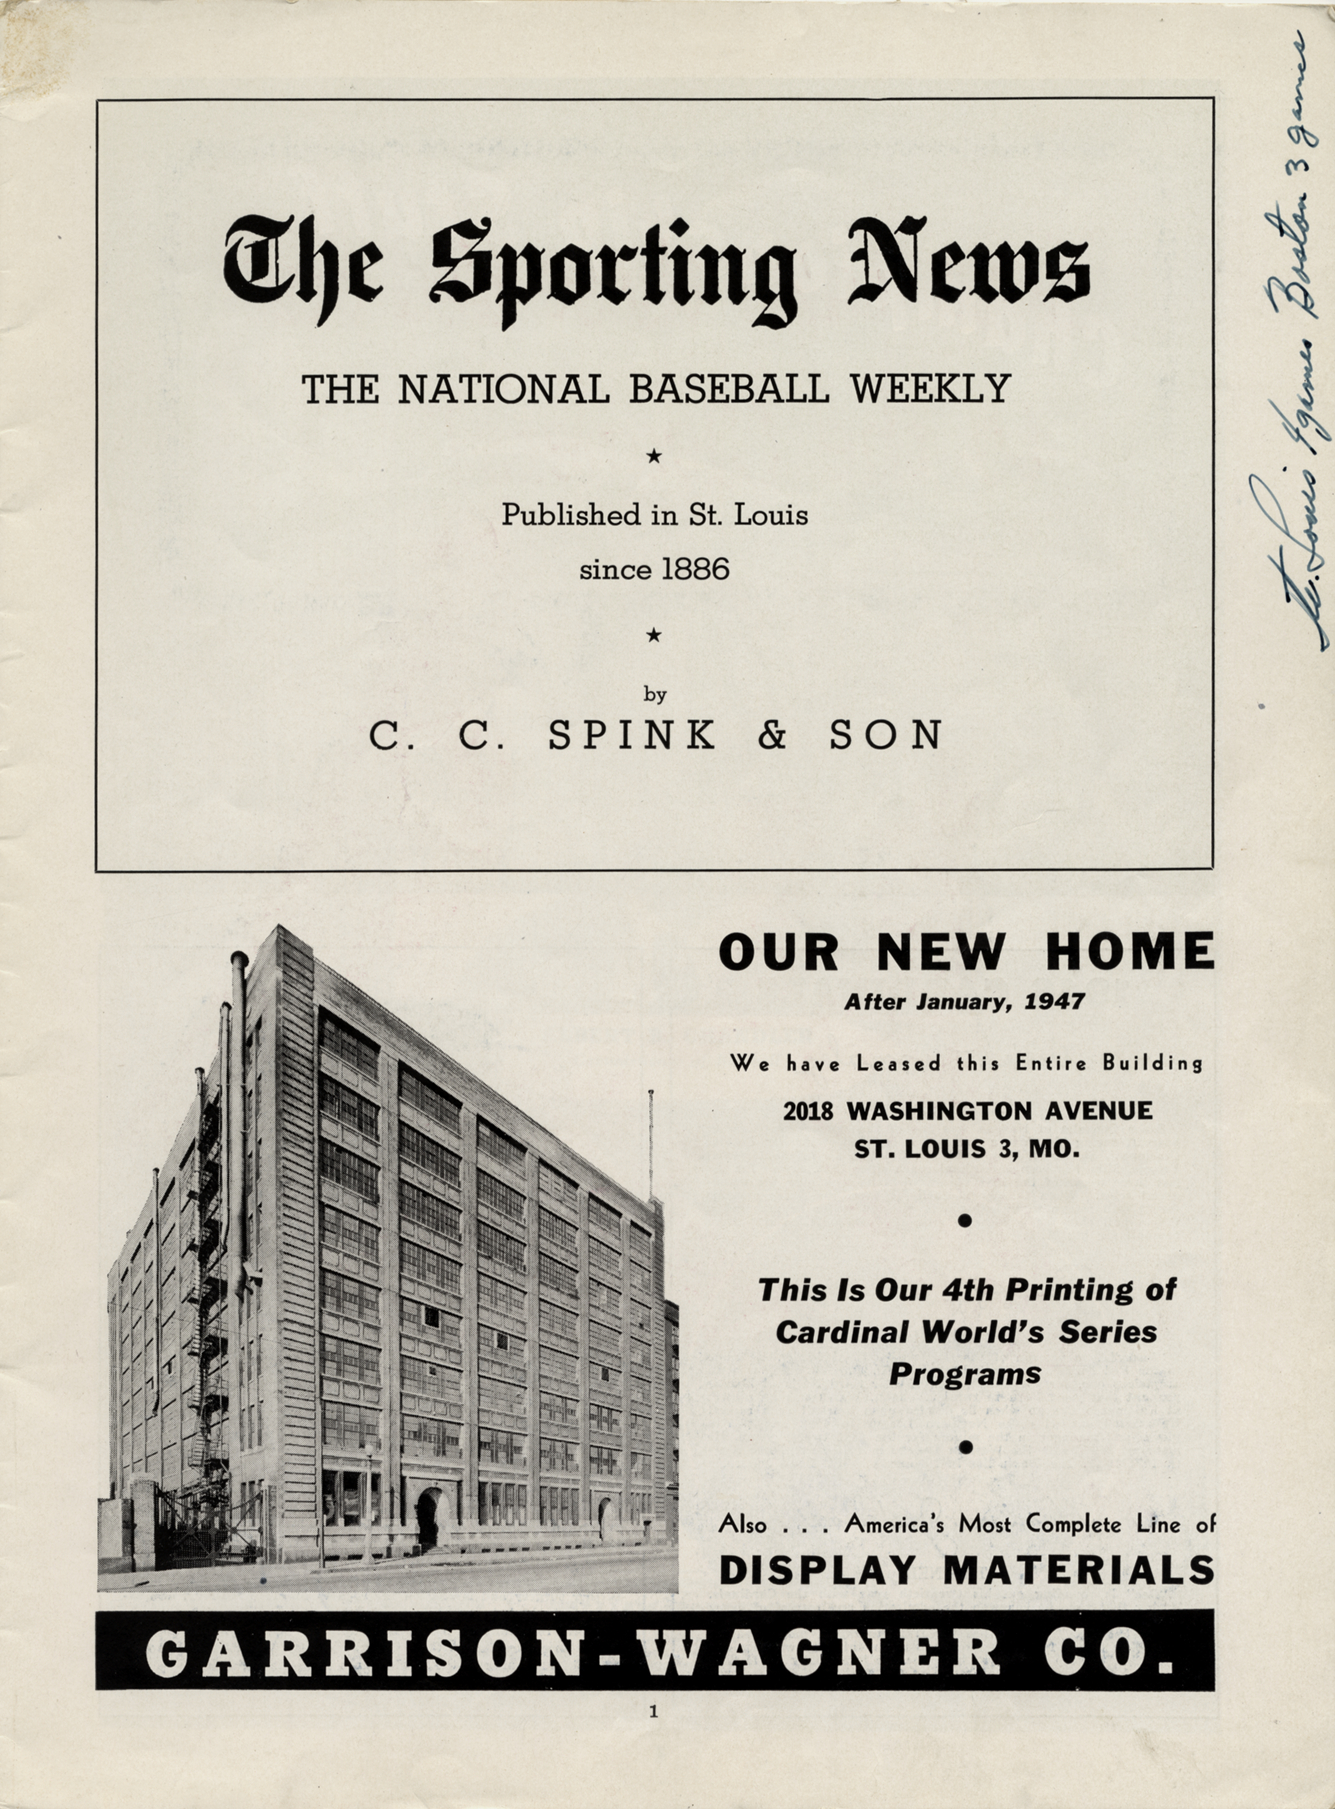 The Sporting News
THE NATIONAL BASEBALL WEEKLY
★
Published in St. Louis
since 1886
★
by
C. C. SPINK & SON
St. Louis 4 games Boston 3 games
OUR NEW HOME
After January, 1947
We have Leased this Entire Building
2018 WASHINGTON AVENUE
ST. LOUIS 3, MO.
•
This Is Our 4th Printing of
Cardinal World's Series
Programs
•
Also . . . America's Most Complete Line of
DISPLAY MATERIALS
GARRISON-WAGNER CO.
1